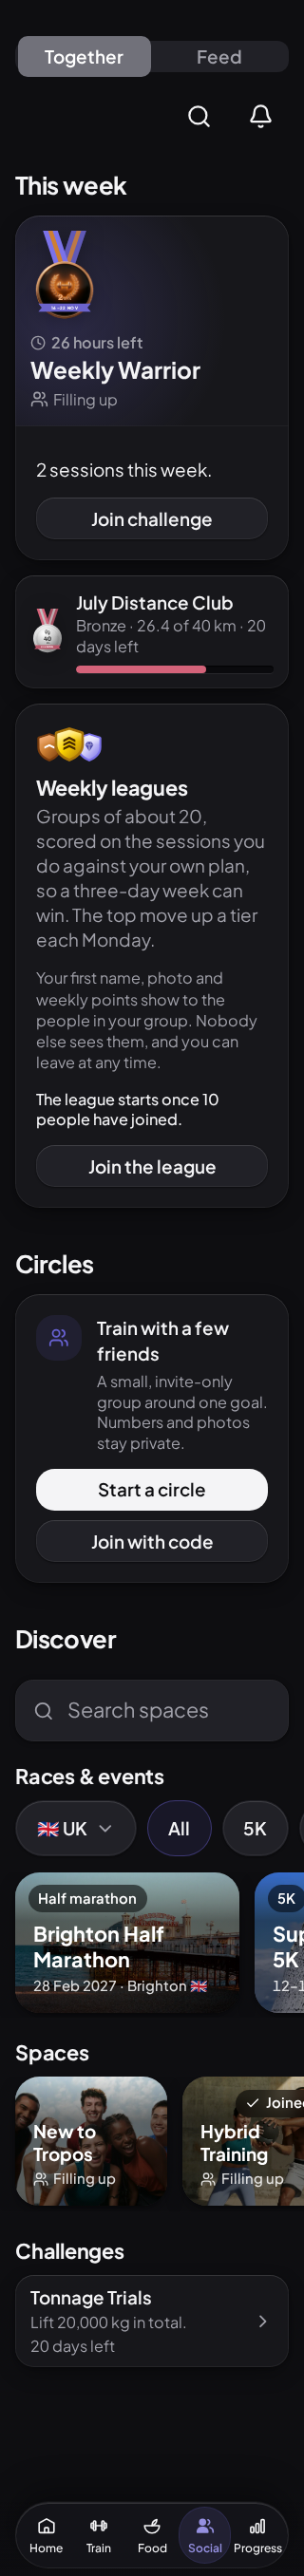 Together
Feed
This week
26 hours left
Weekly Warrior
Filling up
2 sessions this week.
Join challenge
July Distance Club
Bronze · 26.4 of 40 km · 20
days left
40
Weekly leagues
Groups of about 20,
scored on the sessions you
do against your own plan,
so a three-day week can
win. The top move up a tier
each Monday.
Your first name, photo and
weekly points show to the
people in your group. Nobody
else sees them, and you can
leave at any time.
The league starts once 10
people have joined.
Join the league
Circles
Train with a few
friends
A small, invite-only
group around one goal.
Numbers and photos
stay private.
Start a circle
Join with code
Discover
Search spaces
Races & events
🇬🇧 UK
All
5K
Half marathon
Brighton Half
Marathon
28 Feb 2027 · Brighton 🇬🇧
5K
Sup
5K
12–1
Spaces
New to
Tropos
Filling up
Joined
Hybrid
Training
Filling up
Challenges
Tonnage Trials
Lift 20,000 kg in total.
20 days left
Home
Train
Food
Social
Progress